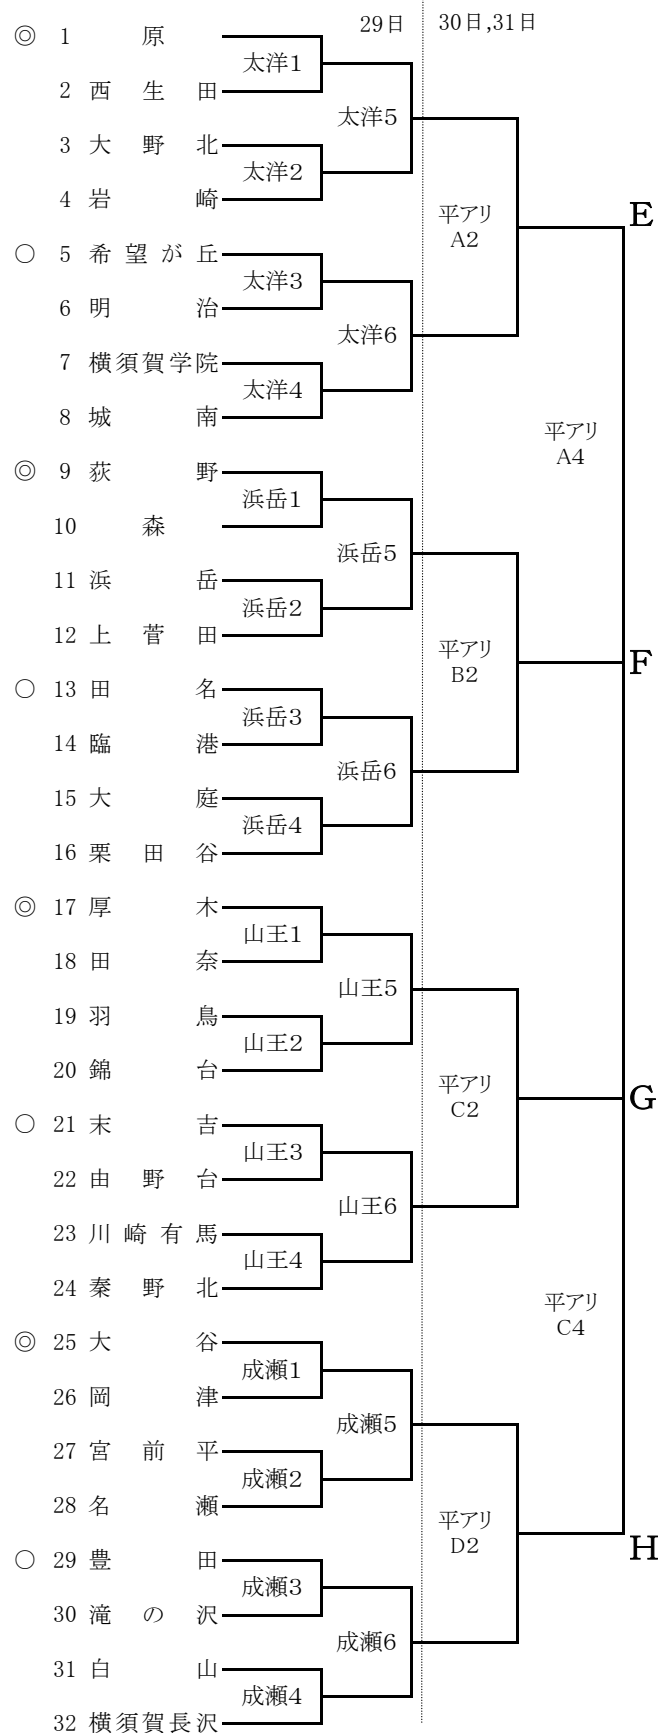 29日 30日,31日
◎ 1 原
太洋1
2 西生田
太洋5
3 大野北
太洋2
4 岩崎
平アリ
A2
E
○ 5 希望が丘
太洋3
6 明治
太洋6
7 横須賀学院
太洋4
8 城南
平アリ
A4
◎ 9 荻野
浜岳1
10 森
浜岳5
11 浜岳
浜岳2
12 上菅田
平アリ
B2
F
○ 13 田名
浜岳3
14 臨港
浜岳6
15 大庭
浜岳4
16 栗田谷
◎ 17 厚木
山王1
18 田奈
山王5
19 羽鳥
山王2
20 錦台
平アリ
C2
G
○ 21 末吉
山王3
22 由野台
山王6
23 川崎有馬
山王4
24 秦野北
平アリ
C4
◎ 25 大谷
成瀬1
26 岡津
成瀬5
27 宮前平
成瀬2
28 名瀬
平アリ
D2
H
○ 29 豊田
成瀬3
30 滝の沢
成瀬6
31 白山
成瀬4
32 横須賀長沢